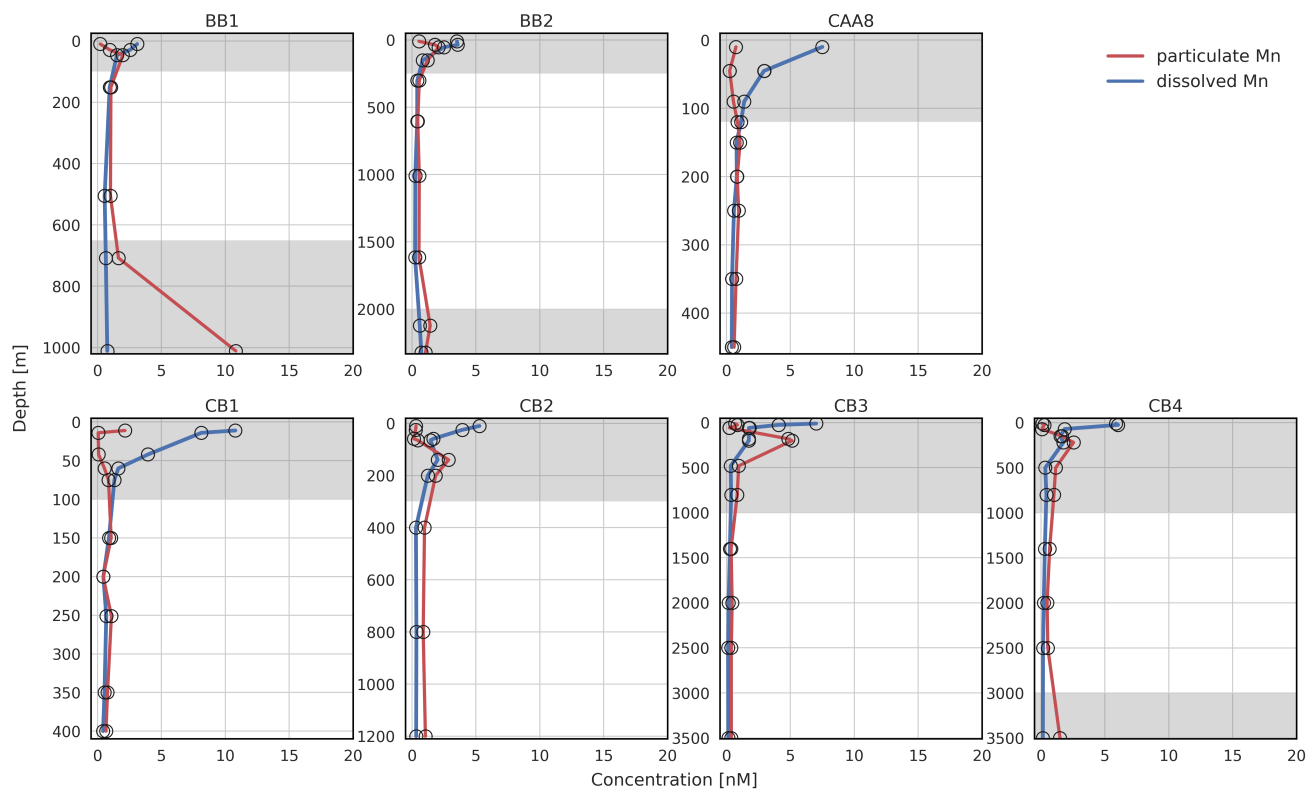 BB1
BB2
CAA8
particulate Mn
dissolved Mn
0
200
400
600
800
1000
0 5 10 15 20
0
500
1000
1500
2000
0 5 10 15 20
0
100
200
300
400
0 5 10 15 20
Depth [m]
CB1
CB2
CB3
CB4
0
50
100
150
200
250
300
350
400
0 5 10 15 20
0
200
400
600
800
1000
1200
0 5 10 15 20
0
500
1000
1500
2000
2500
3000
3500
0 5 10 15 20
0
500
1000
1500
2000
2500
3000
3500
0 5 10 15 20
Concentration [nM]